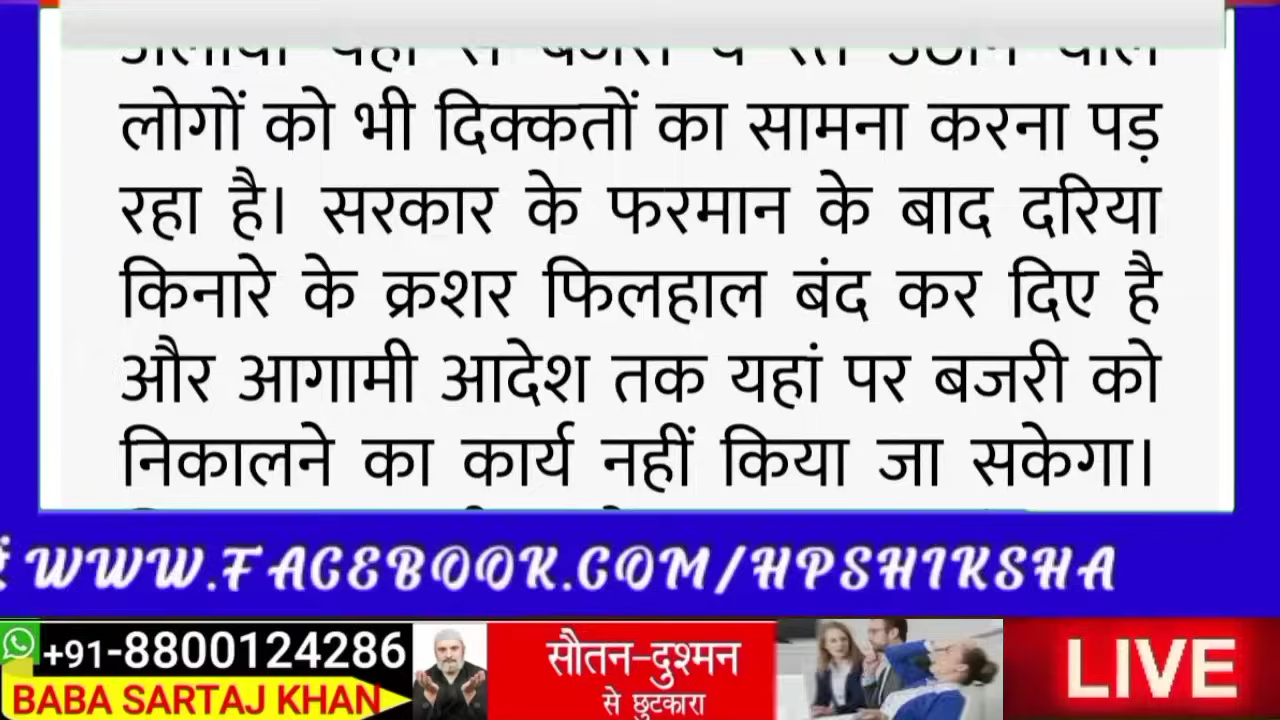 लोगों को भी दिक्कतों का सामना करना पड़
रहा है। सरकार के फरमान के बाद दरिया
किनारे के क्रशर फिलहाल बंद कर दिए है
और आगामी आदेश तक यहां पर बजरी को
निकालने का कार्य नहीं किया जा सकेगा।
WWW.FACEBOOK.COM/HPSHIKSHA
+91-8800124286
BABA SARTAJ KHAN
सौतन-दुश्मन
से छुटकारा
LIVE